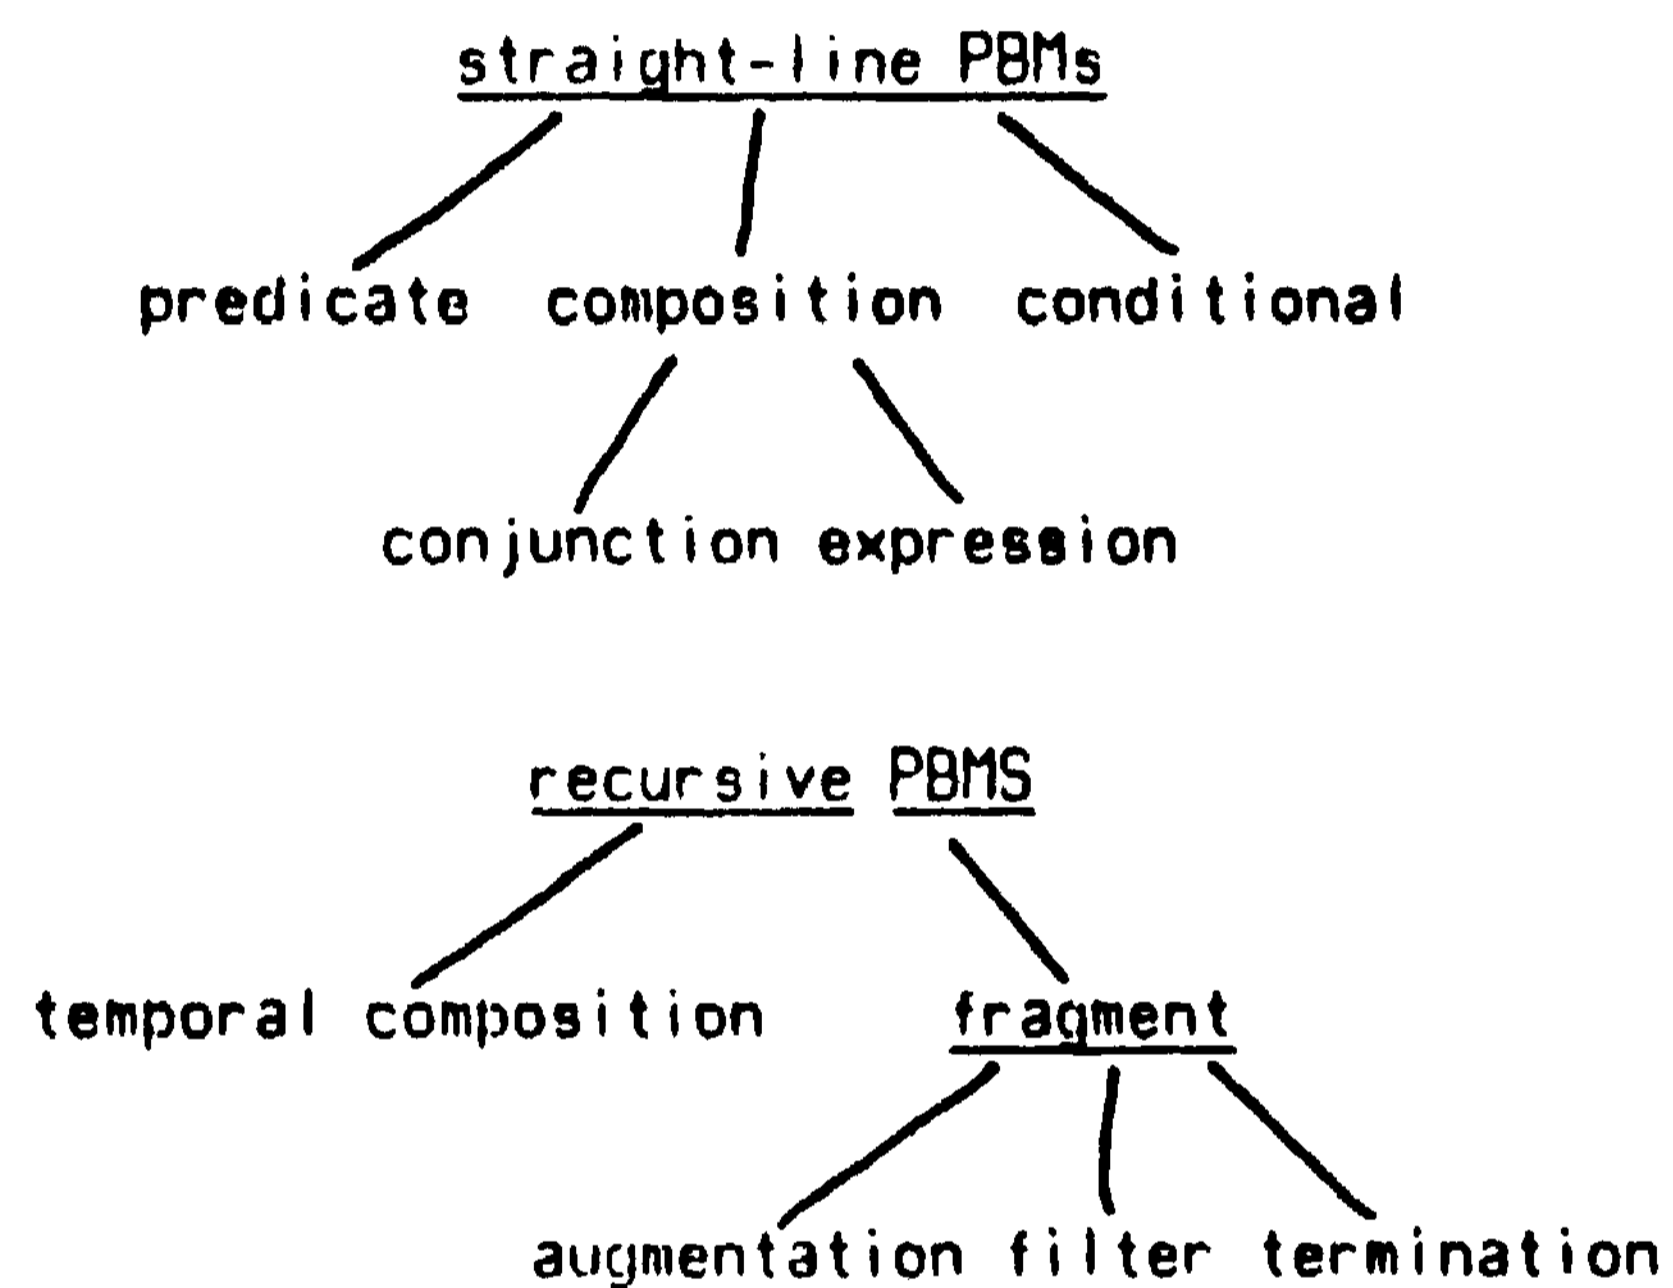 straight-line PBMs
predicate composition conditional
conjunction expression
recursive PBMS
temporal composition fragment
augmentation filter termination